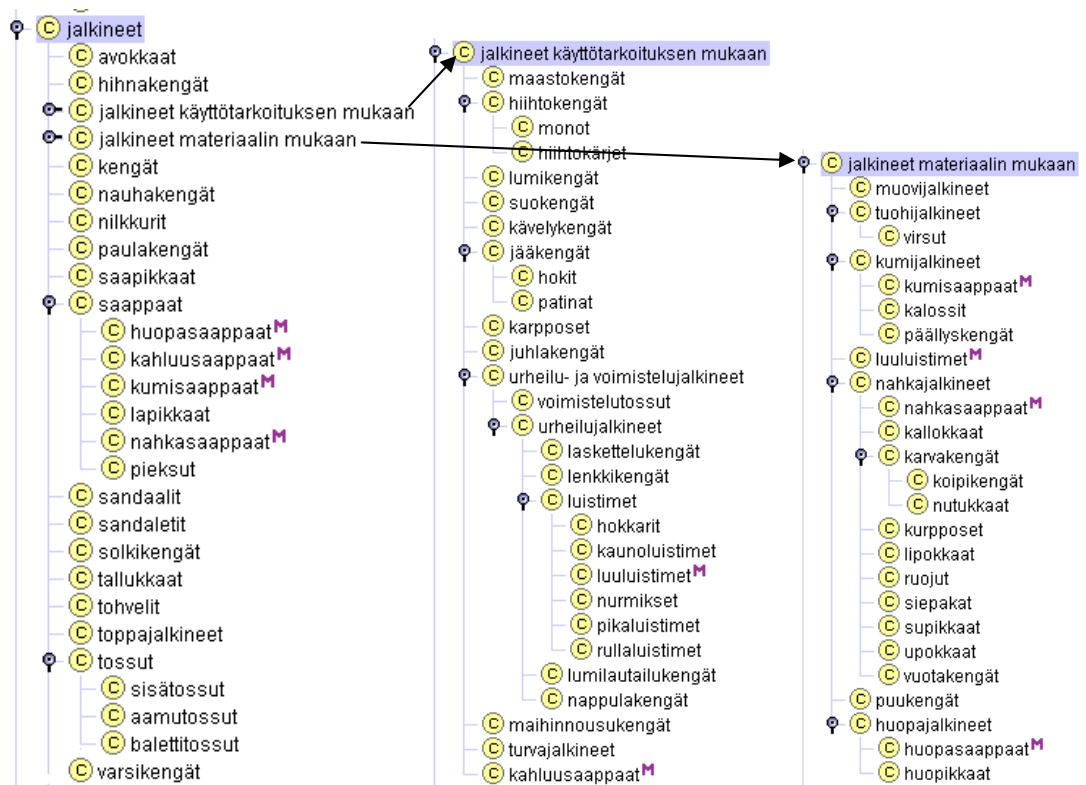 jalkineet
avokkaat
hihnakengät
jalkineet käyttötarkoituksen mukaan
jalkineet materiaalin mukaan
kengät
nauhakengät
nilkkurit
paulakengät
saapikkaat
saappaat
huopasaappaat M
kahluusaappaat M
kumisaappaat M
lapikkaat
nahkasaappaat M
pieksut
sandaalit
sandaletit
solkikengät
tallukkaat
tohvelit
toppajalkineet
tossut
sisätossut
aamutossut
balettitossut
varsikengät
jalkineet käyttötarkoituksen mukaan
maastokengät
hiihtokengät
monot
hiihtokärjet
lumikengät
suokengät
kävelykengät
jääkengät
hokit
patinat
karpposet
juhlakengät
urheilu- ja voimistelujalkineet
voimistelutossut
urheilujalkineet
laskettelukengät
lenkkikengät
luistimet
hokkarit
kaunoluistimet
luuluistimet M
nurmikset
pikaluistimet
rullaluistimet
lumilautailukengät
nappulakengät
maihinnousukengät
turvajalkineet
kahluusaappaat M
jalkineet materiaalin mukaan
muovijalkineet
tuohijalkineet
virsut
kumijalkineet
kumisaappaat M
kalossit
päällyskengät
luuluistimet M
nahkajalkineet
nahkasaappaat M
kallokkaat
karvakengät
koipikengät
nutukkaat
kurpposet
lipokkaat
ruojut
siepakat
supikkaat
upokkaat
vuotakengät
puukengät
huopajalkineet
huopasaappaat M
huopikkaat